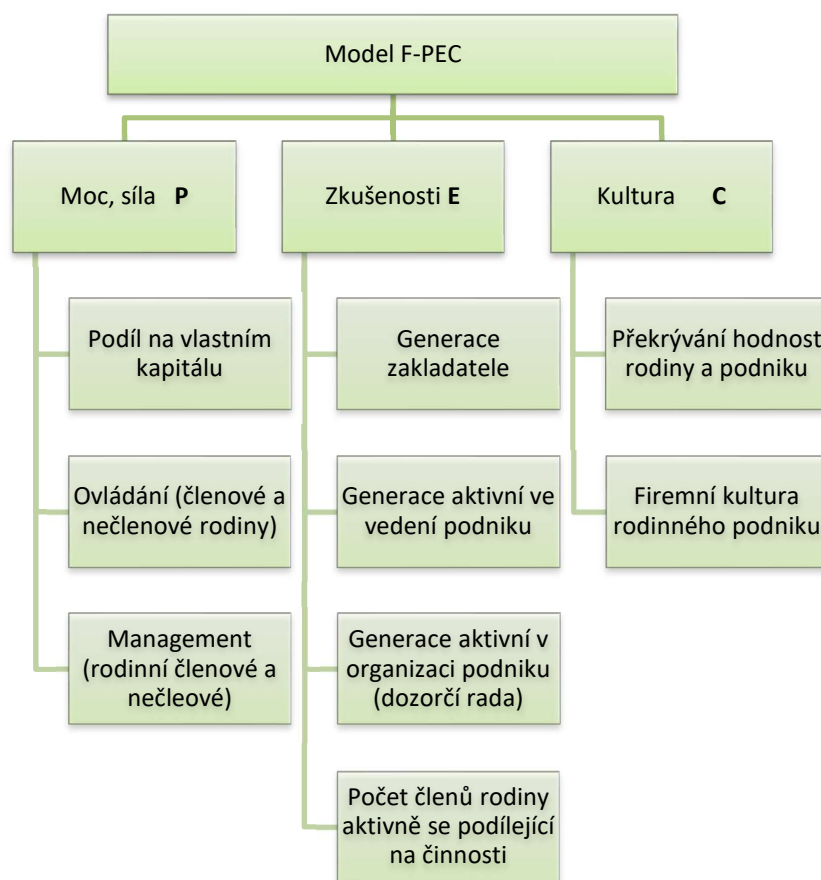 Model F-PEC
Moc, síla P
Podíl na vlastním
kapitálu
Ovládání (členové a
nečlenové rodiny)
Management
(rodinní členové a
nečleové)
Zkušenosti E
Generace
zakladatele
Generace aktivní ve
vedení podniku
Generace aktivní v
organizaci podniku
(dozorčí rada)
Počet členů rodiny
aktivně se podílející
na činnosti
Kultura C
Překrývání hodnost
rodiny a podniku
Firemní kultura
rodinného podniku